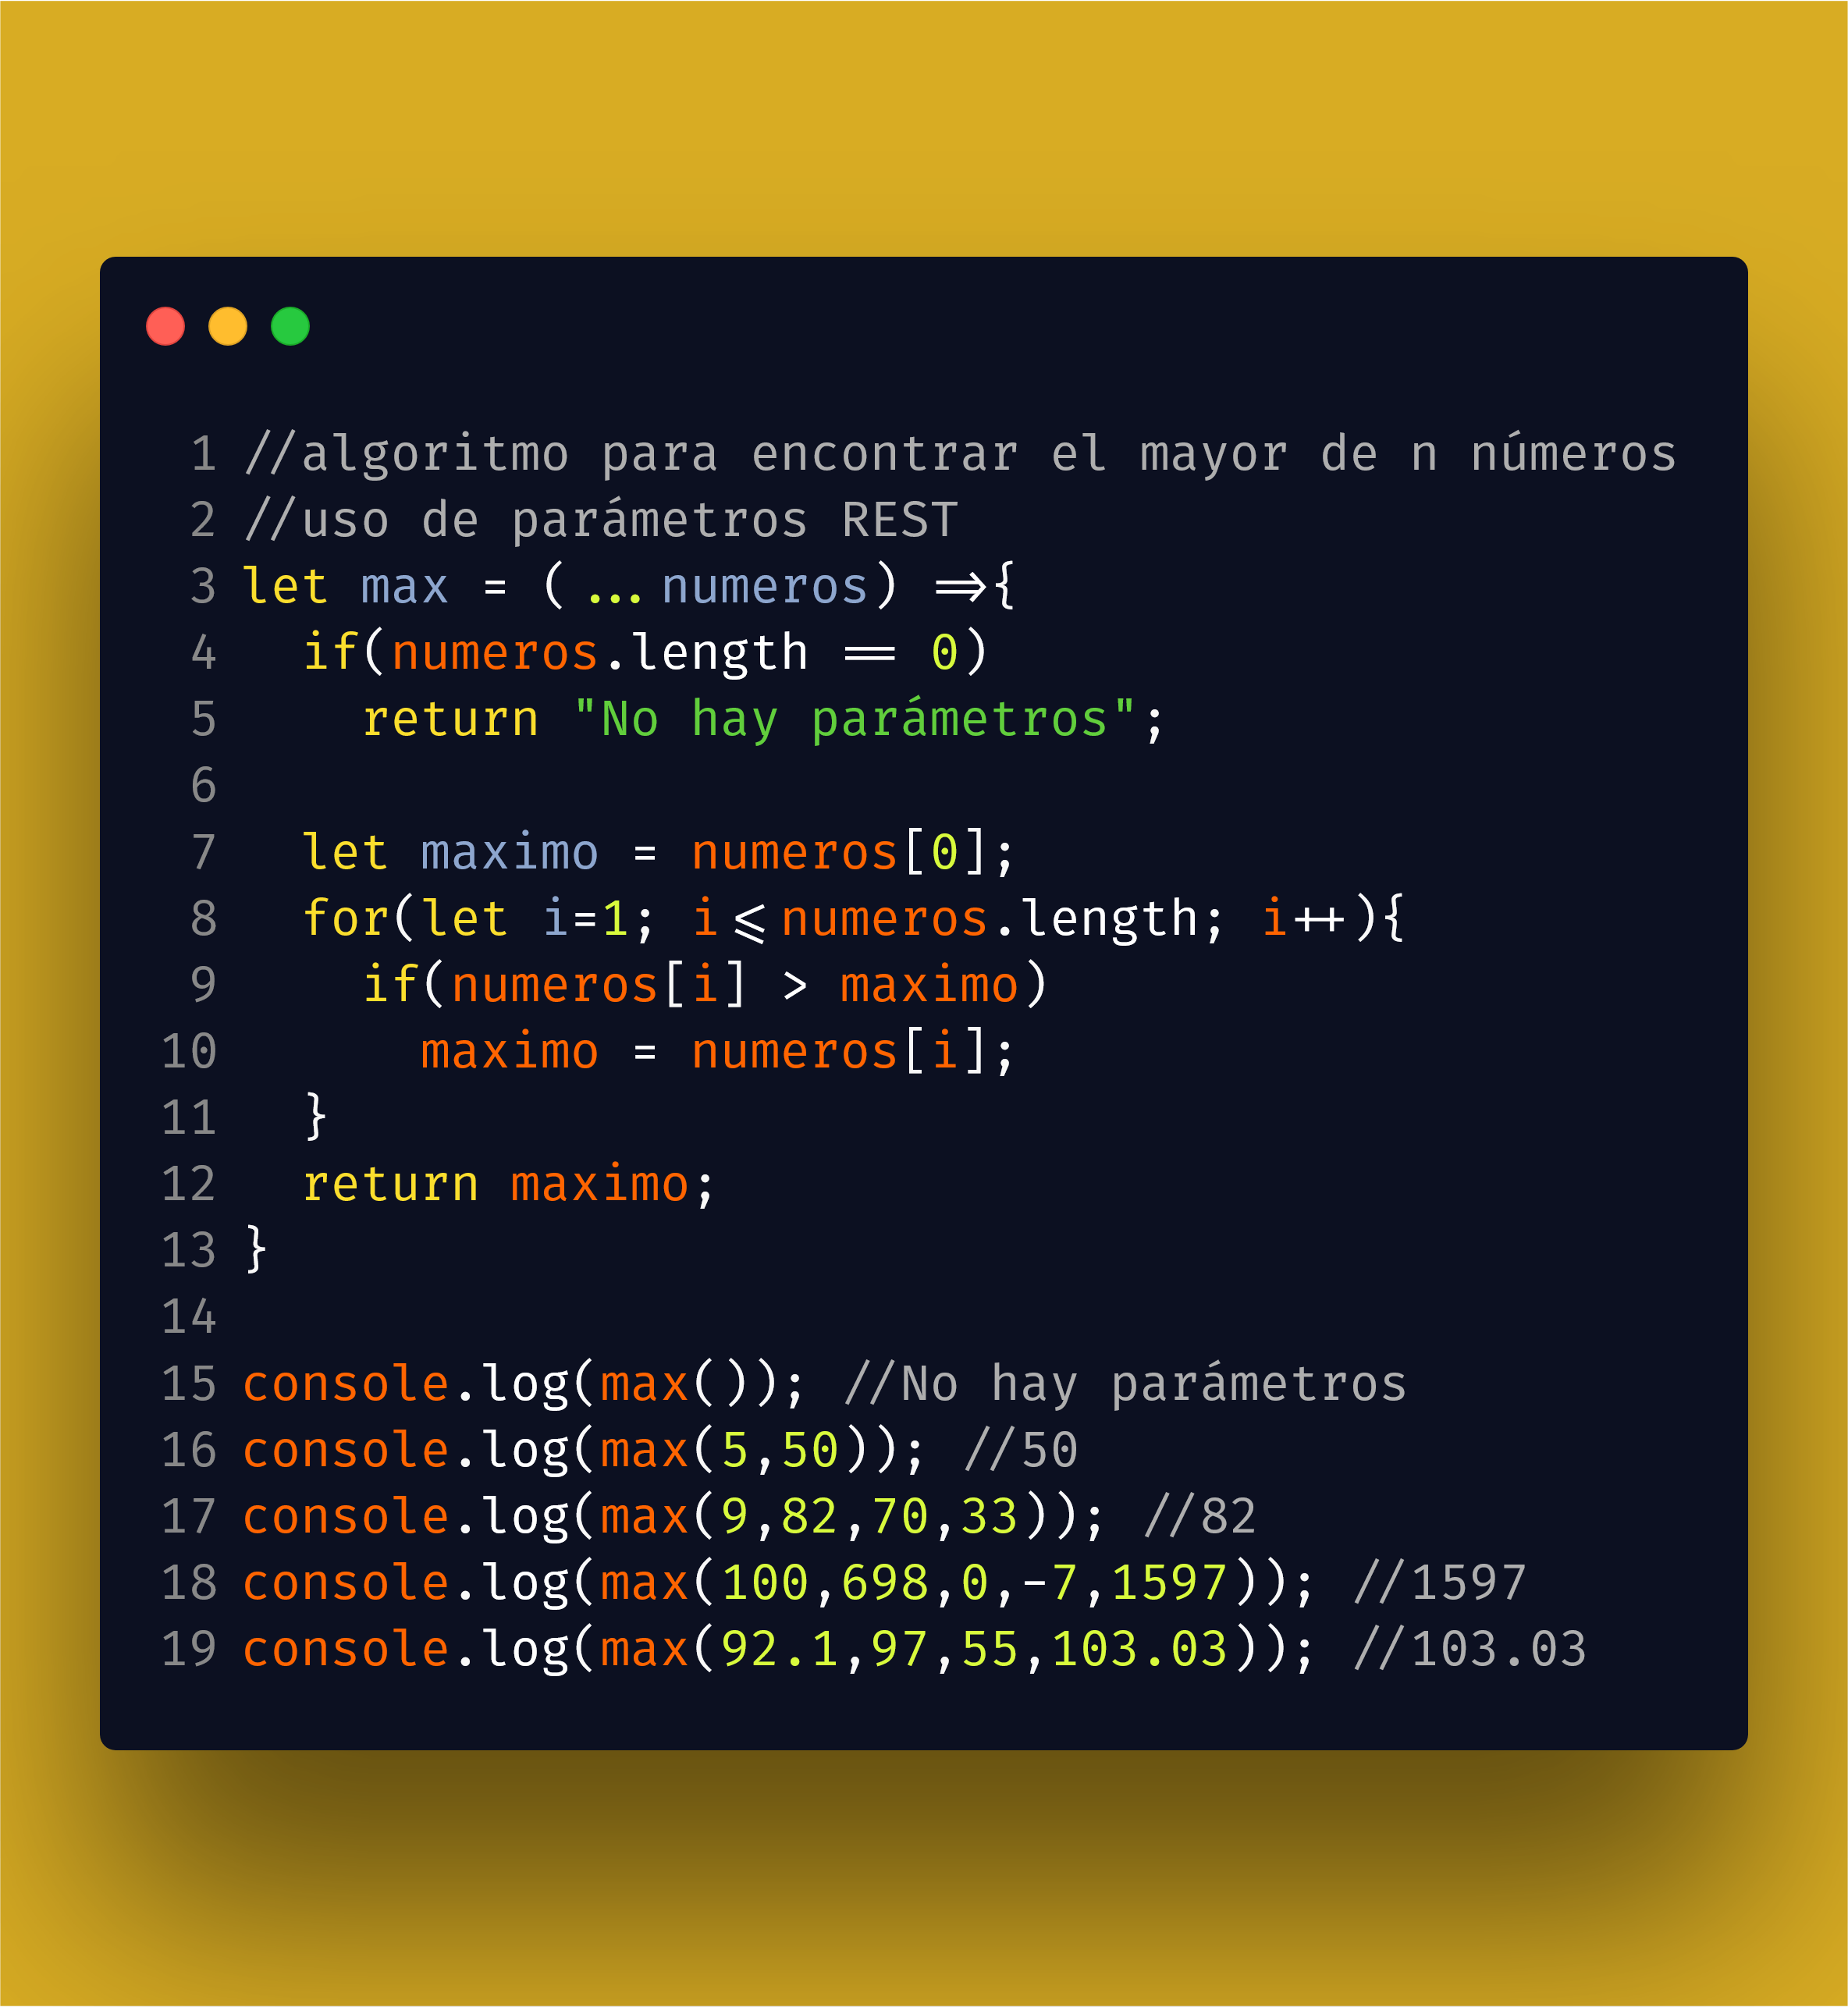 1 //algoritmo para encontrar el mayor de n números
2 //uso de parámetros REST
3 let max = (...numeros) =>{
4   if(numeros.length == 0)
5     return "No hay parámetros";
6
7   let maximo = numeros[0];
8   for(let i=1; i<=numeros.length; i++){
9     if(numeros[i] > maximo)
10       maximo = numeros[i];
11   }
12   return maximo;
13 }
14
15 console.log(max()); //No hay parámetros
16 console.log(max(5,50)); //50
17 console.log(max(9,82,70,33)); //82
18 console.log(max(100,698,0,-7,1597)); //1597
19 console.log(max(92.1,97,55,103.03)); //103.03